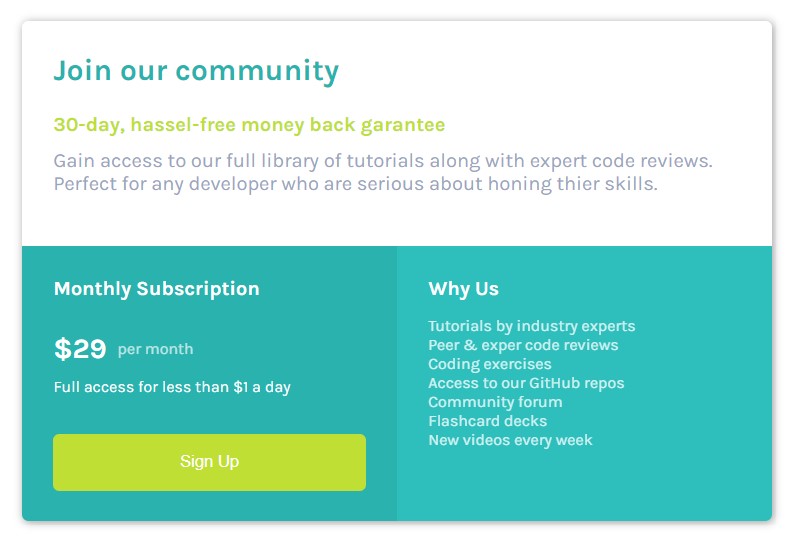 Join our community
30-day, hassel-free money back garantee
Gain access to our full library of tutorials along with expert code reviews.
Perfect for any developer who are serious about honing thier skills.
Monthly Subscription
$29 per month
Full access for less than $1 a day
Sign Up
Why Us
Tutorials by industry experts
Peer & exper code reviews
Coding exercises
Access to our GitHub repos
Community forum
Flashcard decks
New videos every week